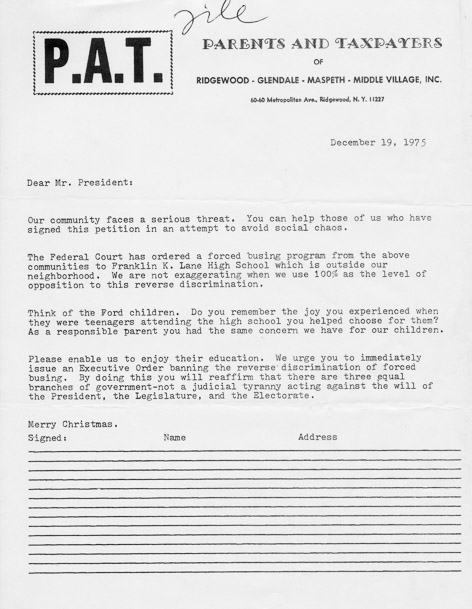 file
P.A.T.
PARENTS AND TAXPAYERS
OF
RIDGEWOOD - GLENDALE - MASPETH - MIDDLE VILLAGE, INC.
60-60 Metropolitan Ave., Ridgewood, N. Y. 11227
December 19, 1975
Dear Mr. President:
Our community faces a serious threat. You can help those of us who have
signed this petition in an attempt to avoid social chaos.
The Federal Court has ordered a forced busing program from the above
communities to Franklin K. Lane High School which is outside our
neighborhood. We are not exaggerating when we use 100% as the level of
opposition to this reverse discrimination.
Think of the Ford children. Do you remember the joy you experienced when
they were teenagers attending the high school you helped choose for them?
As a responsible parent you had the same concern we have for our children.
Please enable us to enjoy their education. We urge you to immediately
issue an Executive Order banning the reverse discrimination of forced
busing. By doing this you will reaffirm that there are three equal
branches of government-not a judicial tyranny acting against the will of
the President, the Legislature, and the Electorate.
Merry Christmas.
Signed: Name Address